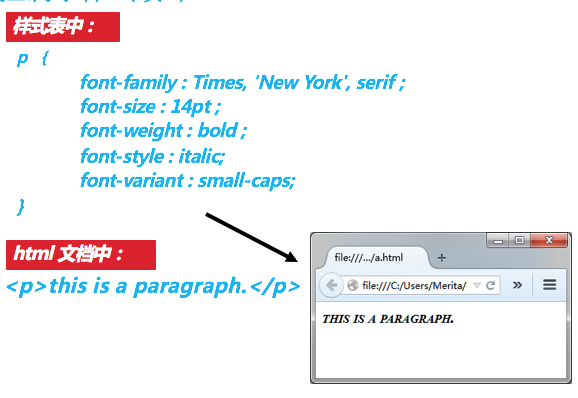 样式表中：
p {
font-family : Times, 'New York', serif ;
font-size : 14pt ;
font-weight : bold ;
font-style : italic;
font-variant : small-caps;
}
html 文档中：
<p>this is a paragraph.</p>
file:///.../a.html
file:///C:/Users/Merita/
THIS IS A PARAGRAPH.